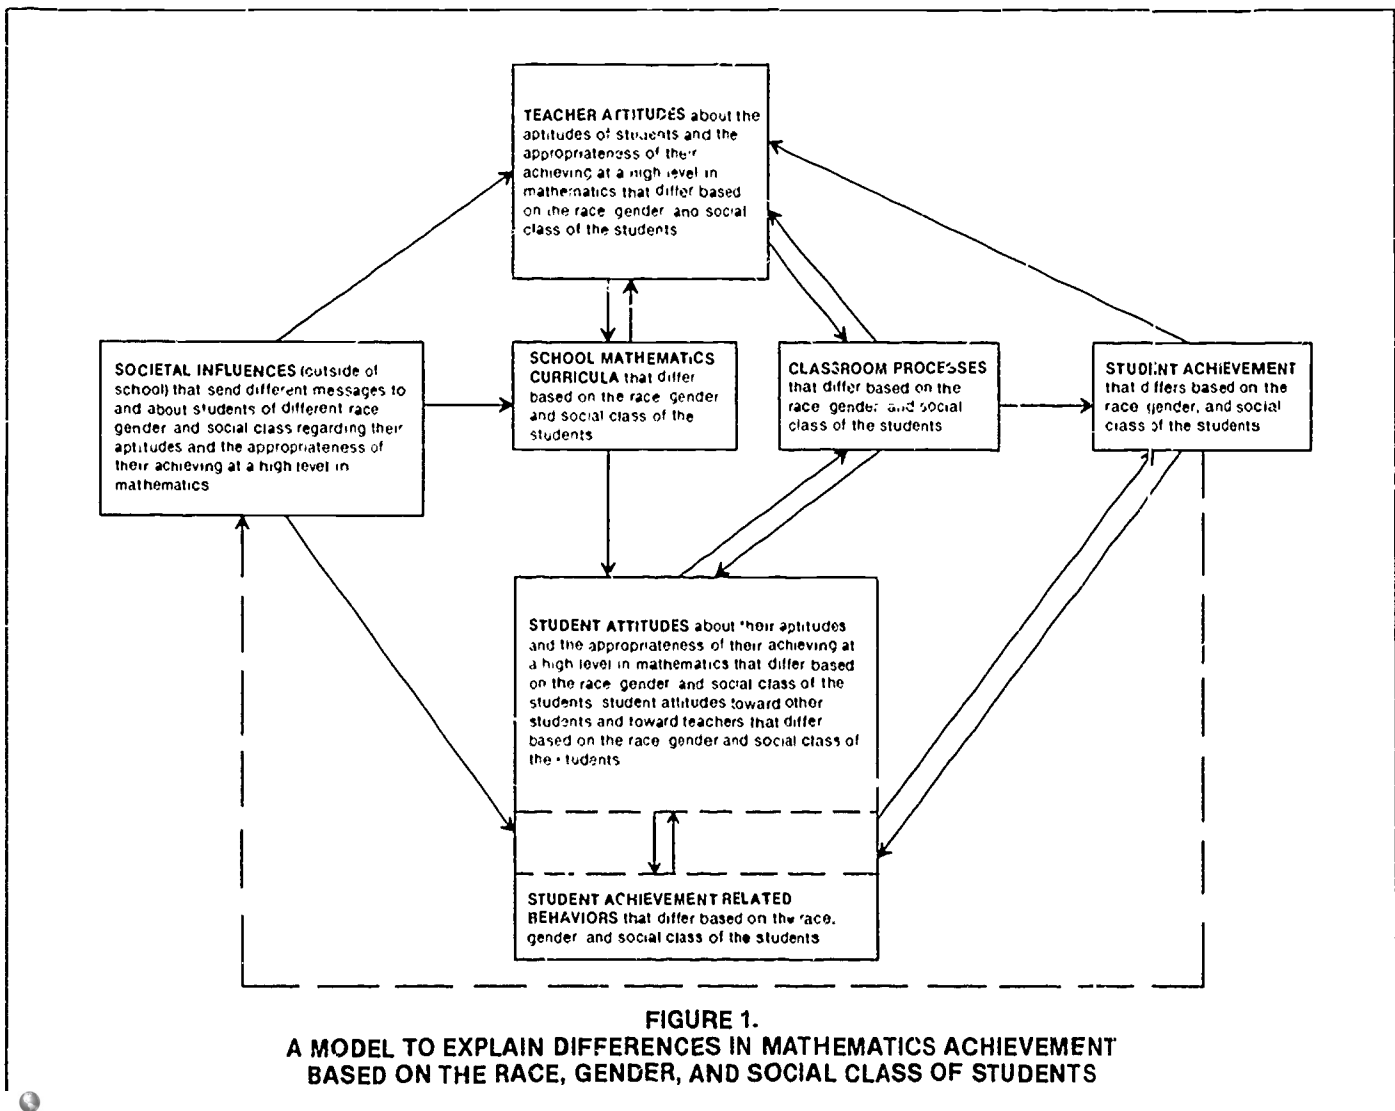 TEACHER ATTITUDES about the
aptitudes of students and the
appropriateness of their
achieving at a high level in
mathematics that differ based
on the race gender and social
class of the students
SOCIETAL INFLUENCES (outside of
school) that send different messages to
and about students of different race
gender and social class regarding their
aptitudes and the appropriateness of
their achieving at a high level in
mathematics
SCHOOL MATHEMATICS
CURRICULA that differ
based on the race gender
and social class of the
students
CLASSROOM PROCESSES
that differ based on the
race gender and social
class of the students
STUDENT ACHIEVEMENT
that differs based on the
race, gender, and social
class of the students
STUDENT ATTITUDES about their aptitudes
and the appropriateness of their achieving at
a high level in mathematics that differ based
on the race gender and social class of the
students student attitudes toward other
students and toward teachers that differ
based on the race gender and social class of
the students
STUDENT ACHIEVEMENT RELATED
BEHAVIORS that differ based on the race,
gender and social class of the students
FIGURE 1.
A MODEL TO EXPLAIN DIFFERENCES IN MATHEMATICS ACHIEVEMENT
BASED ON THE RACE, GENDER, AND SOCIAL CLASS OF STUDENTS